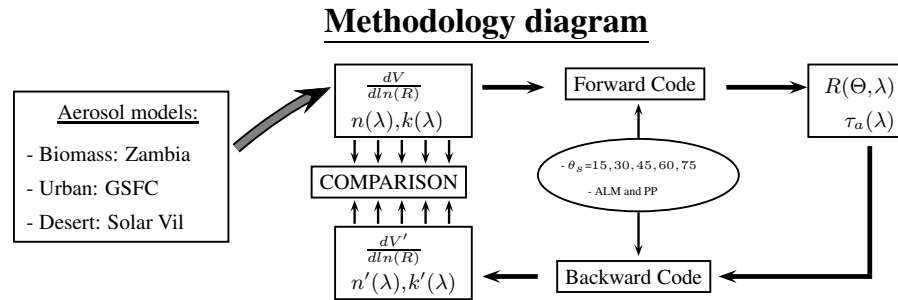 Methodology diagram
Aerosol models:
- Biomass: Zambia
- Urban: GSFC
- Desert: Solar Vil
dV
dln(R)
n(λ),k(λ)
COMPARISON
dV′
dln(R)
n′(λ),k′(λ)
Forward Code
- θs=15, 30, 45, 60, 75
- ALM and PP
Backward Code
R(Θ, λ)
τa(λ)